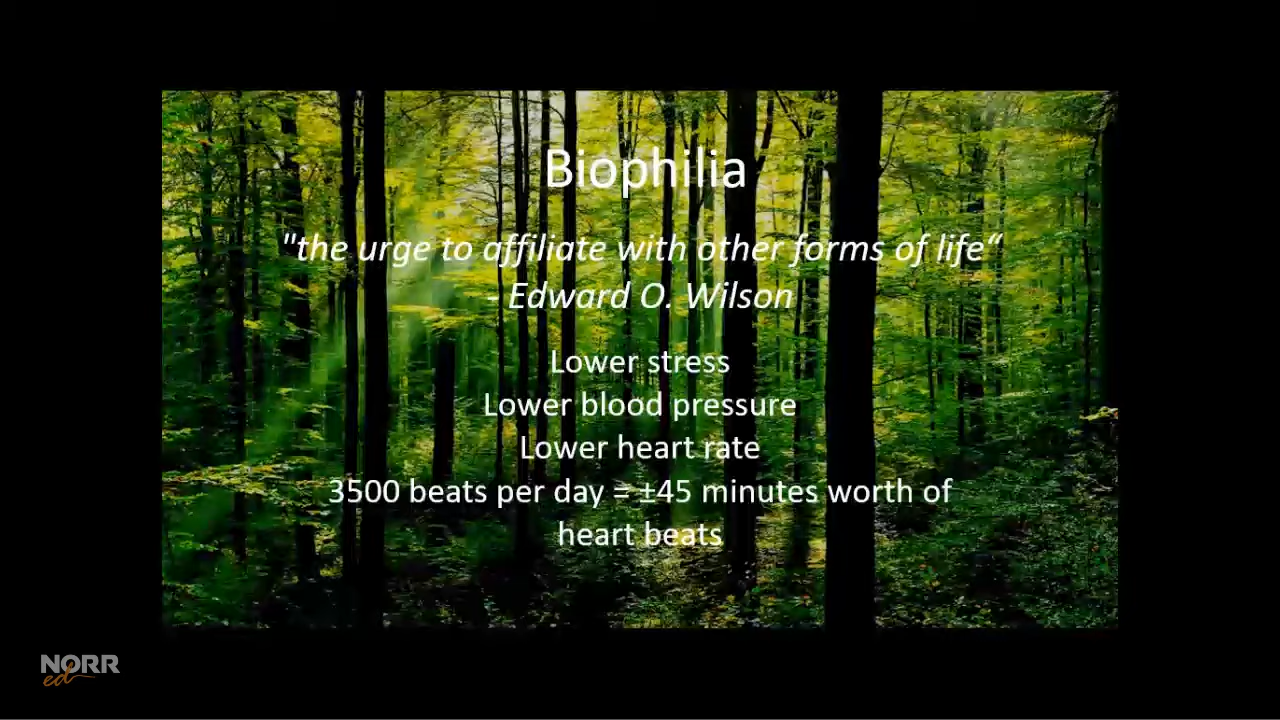 Biophilia
"the urge to affiliate with other forms of life“
- Edward O. Wilson
Lower stress
Lower blood pressure
Lower heart rate
3500 beats per day = ±45 minutes worth of
heart beats
NORR
ed